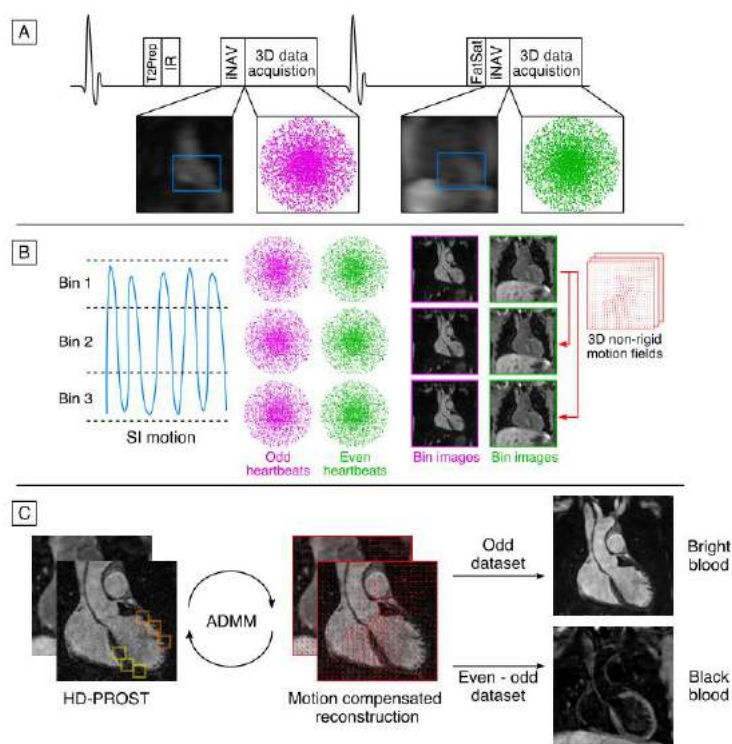 A
T2Prep
IR
iNAV
3D data
acquistion
FatSat
iNAV
3D data
acquistion
B
Bin 1
Bin 2
Bin 3
SI motion
Odd
heartbeats
Even
heartbeats
Bin images
Bin images
3D non-rigid
motion fields
C
HD-PROST
ADMM
Motion compensated
reconstruction
Odd
dataset
Even - odd
dataset
Bright
blood
Black
blood